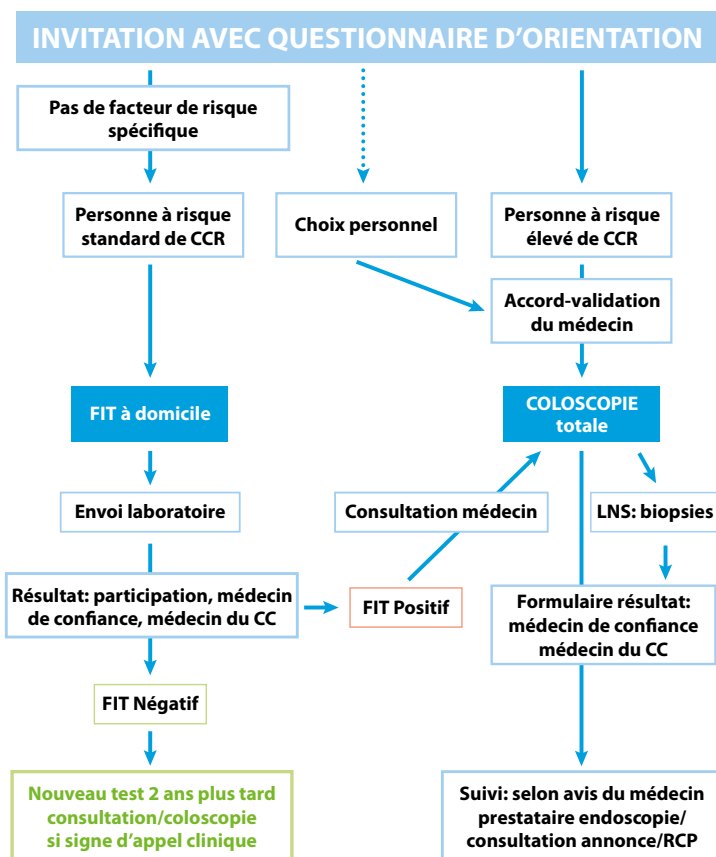 INVITATION AVEC QUESTIONNAIRE D'ORIENTATION
Pas de facteur de risque
spécifique
Personne à risque
standard de CCR
Choix personnel
Personne à risque
élevé de CCR
Accord-validation
du médecin
FIT à domicile
COLOSCOPIE
totale
Envoi laboratoire
Consultation médecin
LNS: biopsies
Résultat: participation, médecin
de confiance, médecin du CC
FIT Positif
Formulaire résultat:
médecin de confiance
médecin du CC
FIT Négatif
Nouveau test 2 ans plus tard
consultation/coloscopie
si signe d'appel clinique
Suivi: selon avis du médecin
prestataire endoscopie/
consultation annonce/RCP